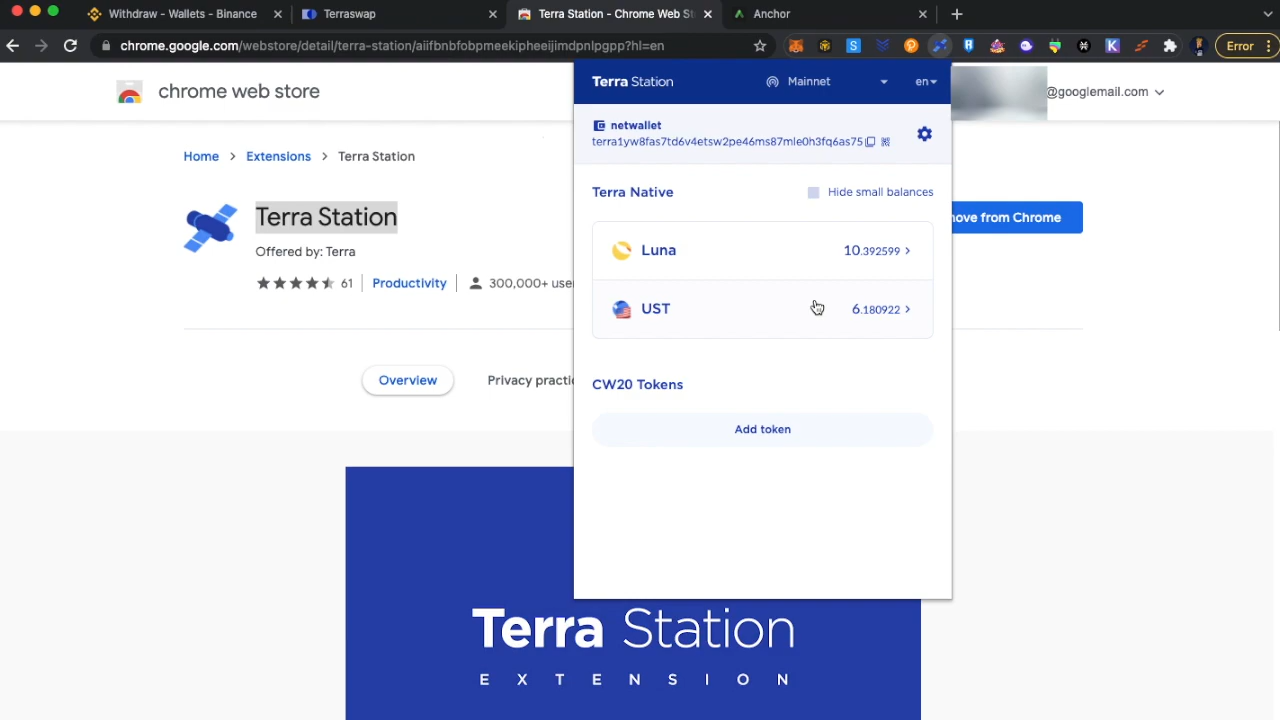 Withdraw - Wallets - Binance
Terraswap
Terra Station - Chrome Web St
Anchor
chrome.google.com/webstore/detail/terra-station/aiifbnbfobpmeekipheeijimdpnlpgpp?hl=en
Error
chrome web store
@googlemail.com
Home > Extensions > Terra Station
Terra Station
Offered by: Terra
61
Productivity
300,000+ use
ove from Chrome
Overview
Privacy practi
Terra Station
Mainnet
en
netwallet
terra1yw8fas7td6v4etsw2pe46ms87mle0h3fq6as75
Terra Native
Hide small balances
Luna
10.392599 >
UST
6.180922 >
CW20 Tokens
Add token
Terra Station
EXTENSION